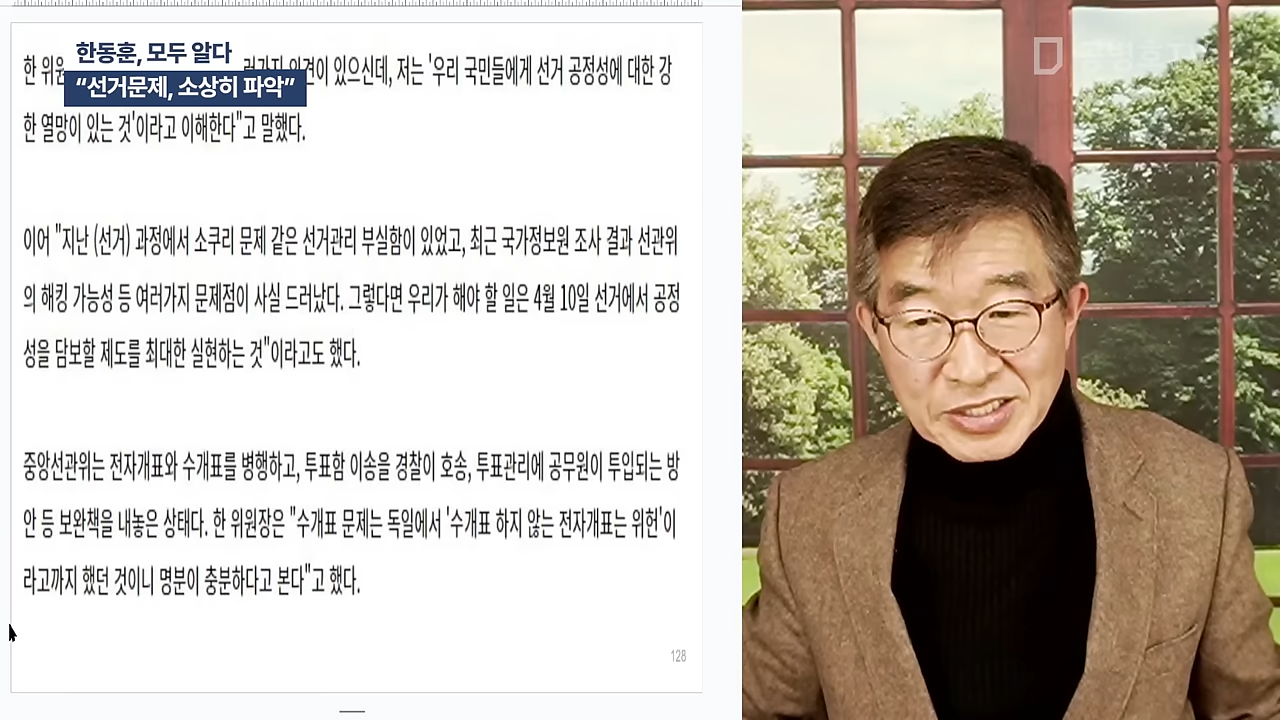 한동훈, 모두 알다
“선거문제, 소상히 파악”
한 위원 러가지 의견이 있으신데, 저는 '우리 국민들에게 선거 공정성에 대한 강
한 열망이 있는 것'이라고 이해한다"고 말했다.
이어 "지난 (선거) 과정에서 소쿠리 문제 같은 선거관리 부실함이 있었고, 최근 국가정보원 조사 결과 선관위
의 해킹 가능성 등 여러가지 문제점이 사실 드러났다. 그렇다면 우리가 해야 할 일은 4월 10일 선거에서 공정
성을 담보할 제도를 최대한 실현하는 것"이라고도 했다.
중앙선관위는 전자개표와 수개표를 병행하고, 투표함 이송을 경찰이 호송, 투표관리에 공무원이 투입되는 방
안 등 보완책을 내놓은 상태다. 한 위원장은 "수개표 문제는 독일에서 '수개표 하지 않는 전자개표는 위헌'이
라고까지 했던 것이니 명분이 충분하다고 본다"고 했다.
128